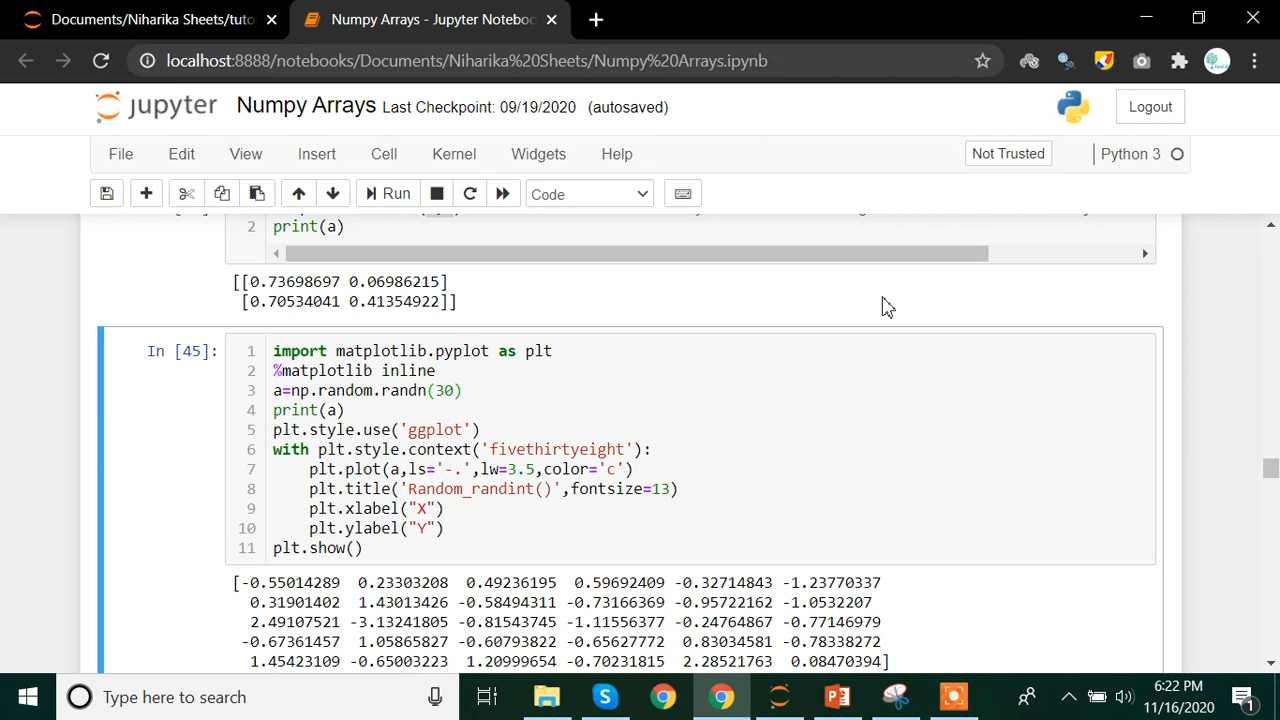 Documents/Niharika Sheets/tuto
Numpy Arrays - Jupyter Noteboo
localhost:8888/notebooks/Documents/Niharika%20Sheets/Numpy%20Arrays.ipynb
jupyter Numpy Arrays Last Checkpoint: 09/19/2020 (autosaved)
Logout
File Edit View Insert Cell Kernel Widgets Help
Not Trusted
Python 3
Run
Code
2 print(a)
[[0.73698697 0.06986215]
[0.70534041 0.41354922]]
In [45]:
1 import matplotlib.pyplot as plt
2 %matplotlib inline
3 a=np.random.randn(30)
4 print(a)
5 plt.style.use('ggplot')
6 with plt.style.context('fivethirtyeight'):
7 plt.plot(a,ls='-.',lw=3.5,color='c')
8 plt.title('Random_randint()',fontsize=13)
9 plt.xlabel("X")
10 plt.ylabel("Y")
11 plt.show()
[-0.55014289 0.23303208 0.49236195 0.59692409 -0.32714843 -1.23770337
0.31901402 1.43013426 -0.58494311 -0.73166369 -0.95722162 -1.0532207
2.49107521 -3.13241805 -0.81543745 -1.11556377 -0.24764867 -0.77146979
-0.67361457 1.05865827 -0.60793822 -0.65627772 0.83034581 -0.78338272
1.45423109 -0.65003223 1.20999654 -0.70231815 2.28521763 0.08470394]
Type here to search
6:22 PM
11/16/2020
1